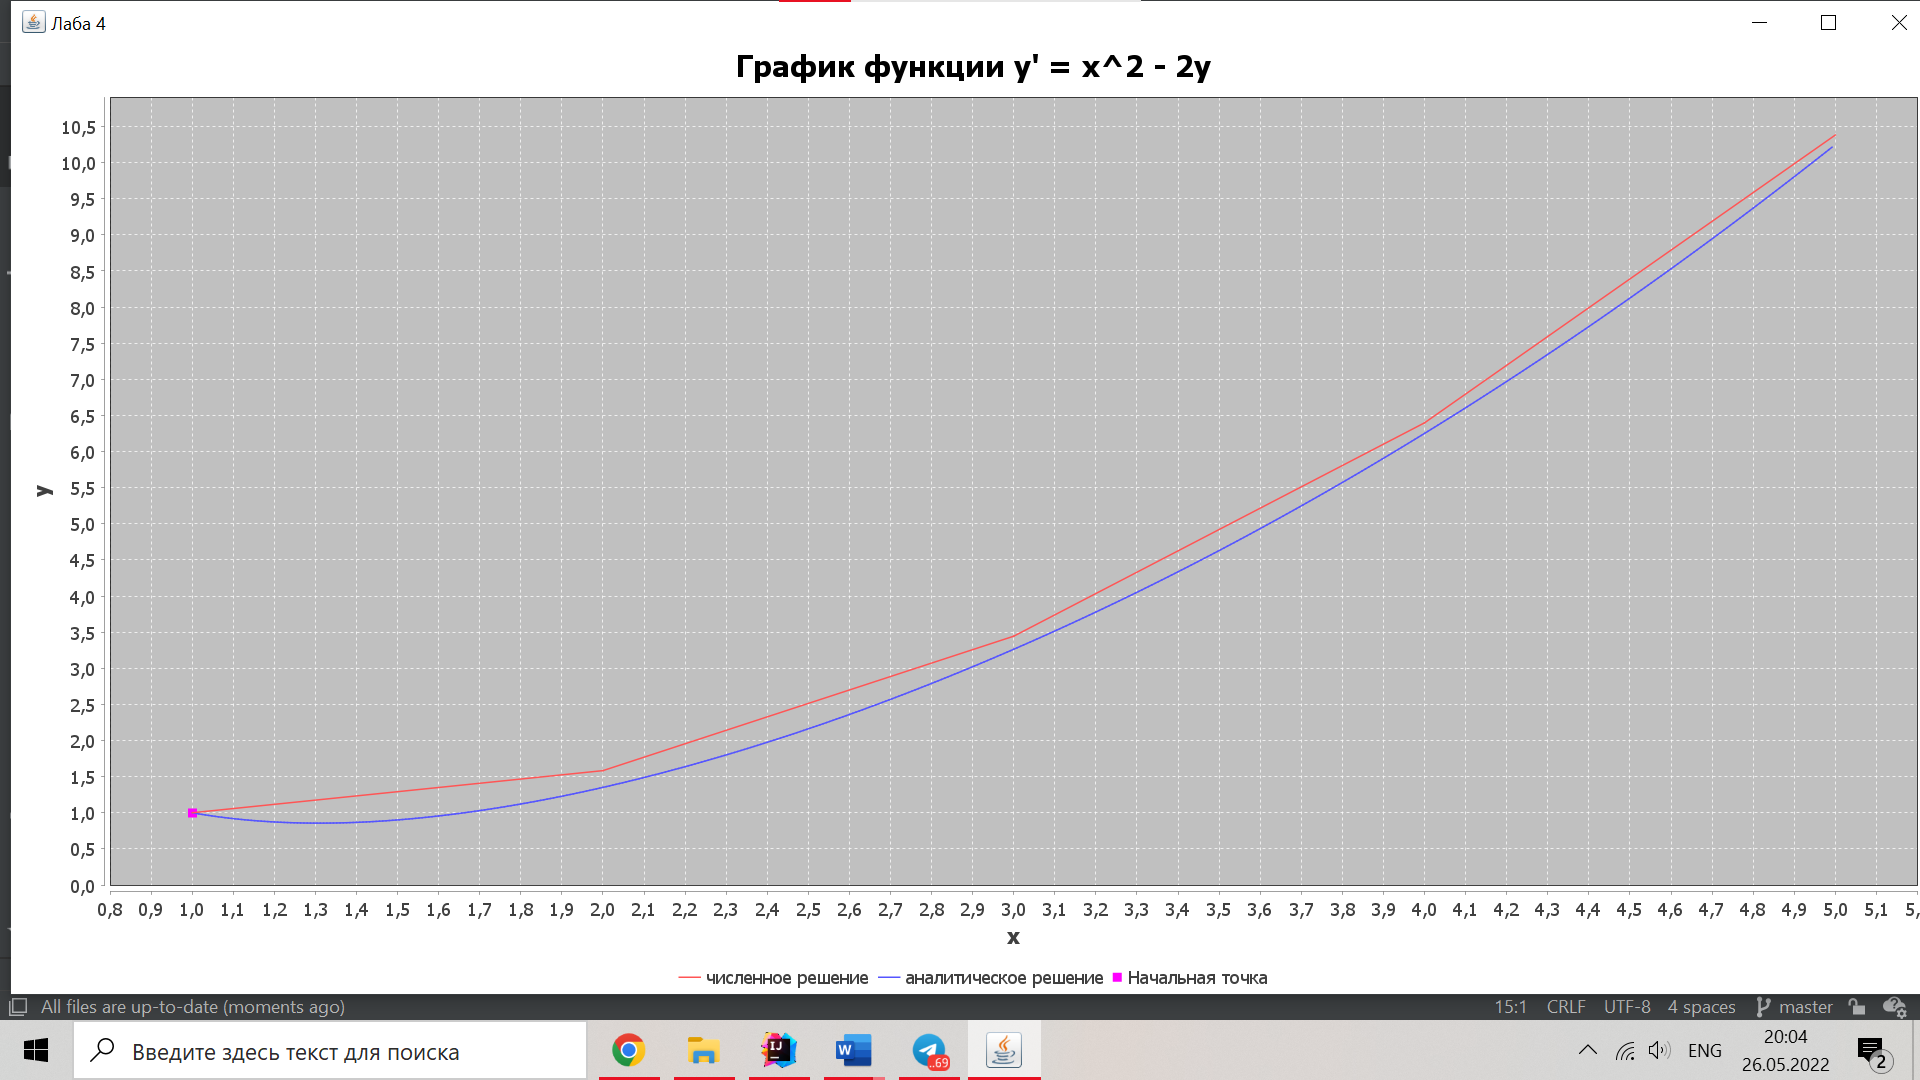 Лаба 4
График функции y' = x^2 - 2y
10,5
10,0
9,5
9,0
8,5
8,0
7,5
7,0
6,5
6,0
5,5
5,0
4,5
4,0
3,5
3,0
2,5
2,0
1,5
1,0
0,5
0,0
y
0,8 0,9 1,0 1,1 1,2 1,3 1,4 1,5 1,6 1,7 1,8 1,9 2,0 2,1 2,2 2,3 2,4 2,5 2,6 2,7 2,8 2,9 3,0 3,1 3,2 3,3 3,4 3,5 3,6 3,7 3,8 3,9 4,0 4,1 4,2 4,3 4,4 4,5 4,6 4,7 4,8 4,9 5,0 5,1 5,
x
численное решение аналитическое решение Начальная точка
All files are up-to-date (moments ago) 15:1 CRLF UTF-8 4 spaces master
Введите здесь текст для поиска
IJ
W
..69
ENG
20:04
26.05.2022
2